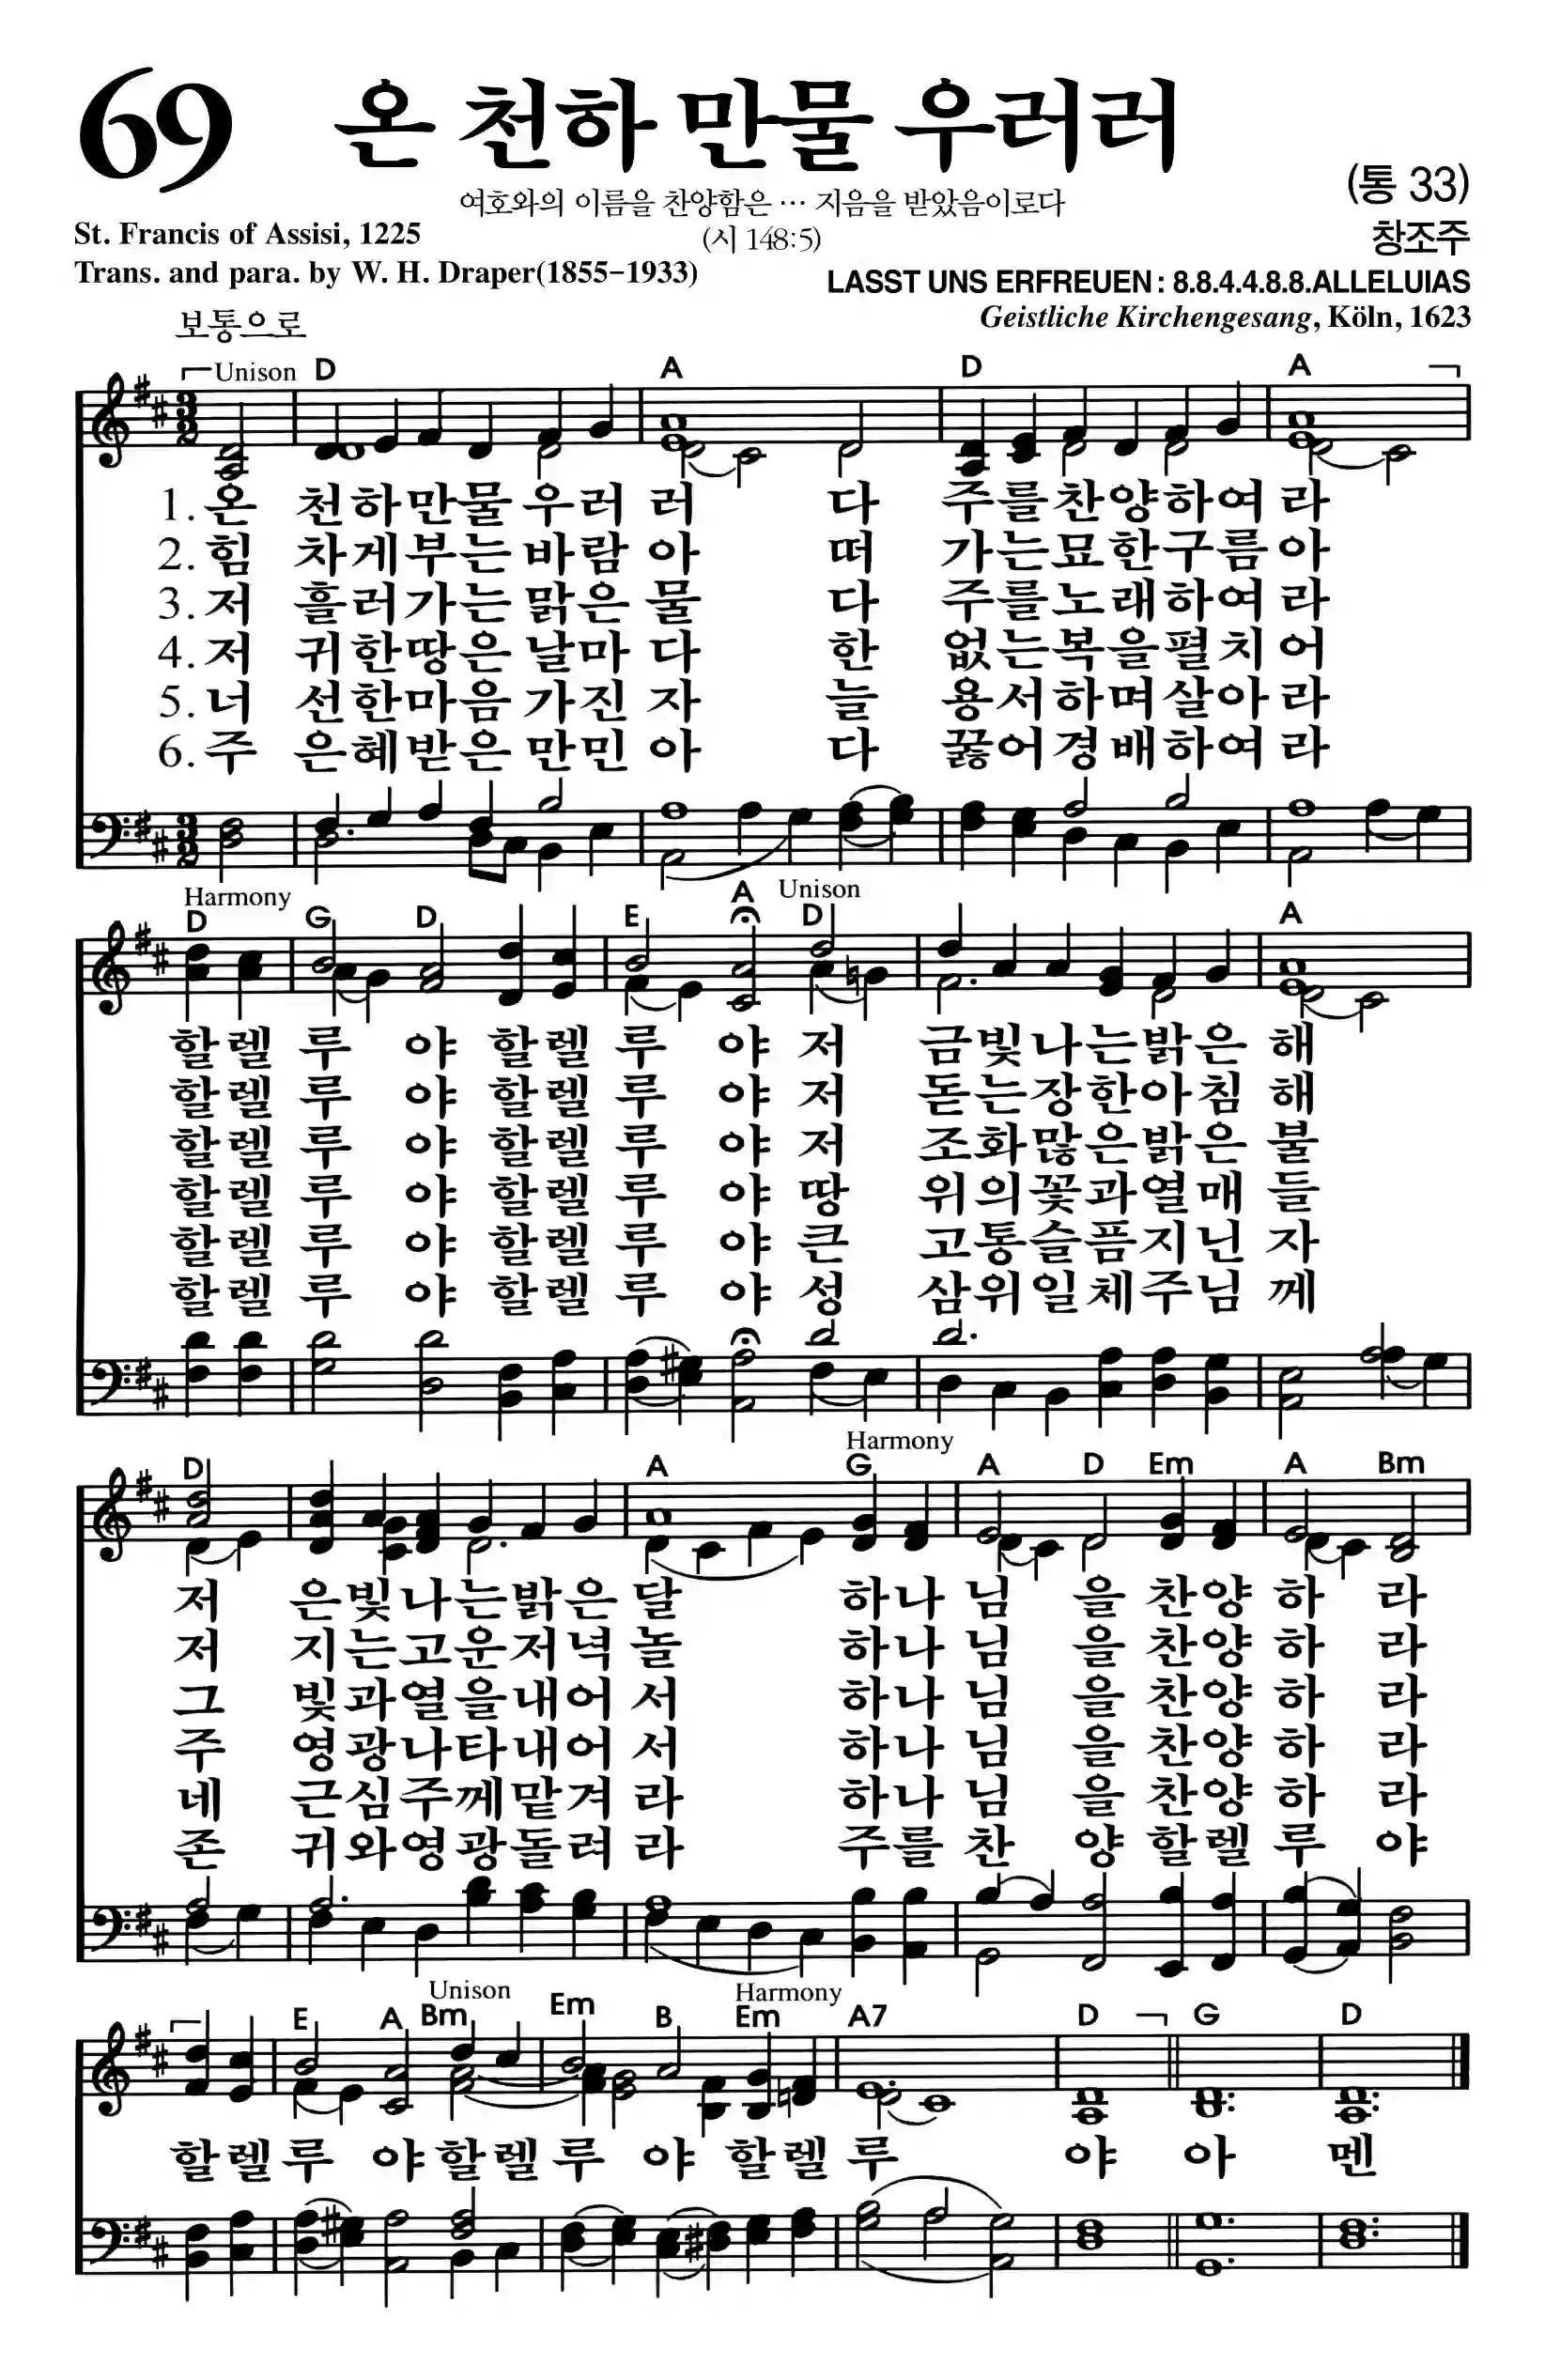 69 온 천하 만물 우러러
(통 33)
여호와의 이름을 찬양함은 … 지음을 받았음이로다
(시 148:5)
창조주
St. Francis of Assisi, 1225
Trans. and para. by W. H. Draper(1855-1933)
LASST UNS ERFREUEN: 8.8.4.4.8.8.ALLELUIAS
Geistliche Kirchengesang, Köln, 1623
보통으로
Unison D A D A
3 2
1. 온 천하만물우러러 다 주를찬양하여라
2. 힘 차게부는바람아 떠 가는묘한구름아
3. 저 흘러가는맑은물 다 주를노래하여라
4. 저 귀한땅은날마다 한 없는복을펼치어
5. 너 선한마음가진자 늘 용서하며살아라
6. 주 은혜받은만민아 다 꿇어경배하여라
3 2
Harmony Unison
D G D E A D A
할렐루 야 할렐루 야 저 금빛나는밝은해
할렐루 야 할렐루 야 저 돋는장한아침해
할렐루 야 할렐루 야 저 조화많은밝은불
할렐루 야 할렐루 야 땅 위의꽃과열매들
할렐루 야 할렐루 야 큰 고통슬픔지닌자
할렐루 야 할렐루 야 성 삼위일체주님께
Harmony
D A G A D Em A Bm
저 은빛나는밝은달 하나님 을찬양하 라
저 지는고운저녁놀 하나님 을찬양하 라
그 빛과열을내어서 하나님 을찬양하 라
주 영광나타내어서 하나님 을찬양하 라
네 근심주께맡겨라 하나님 을찬양하 라
존 귀와영광돌려라 주를찬 양할렐루 야
Unison Harmony
E A Bm Em B Em A7 D G D
할렐루 야할렐루 야 할렐루 야 아 멘